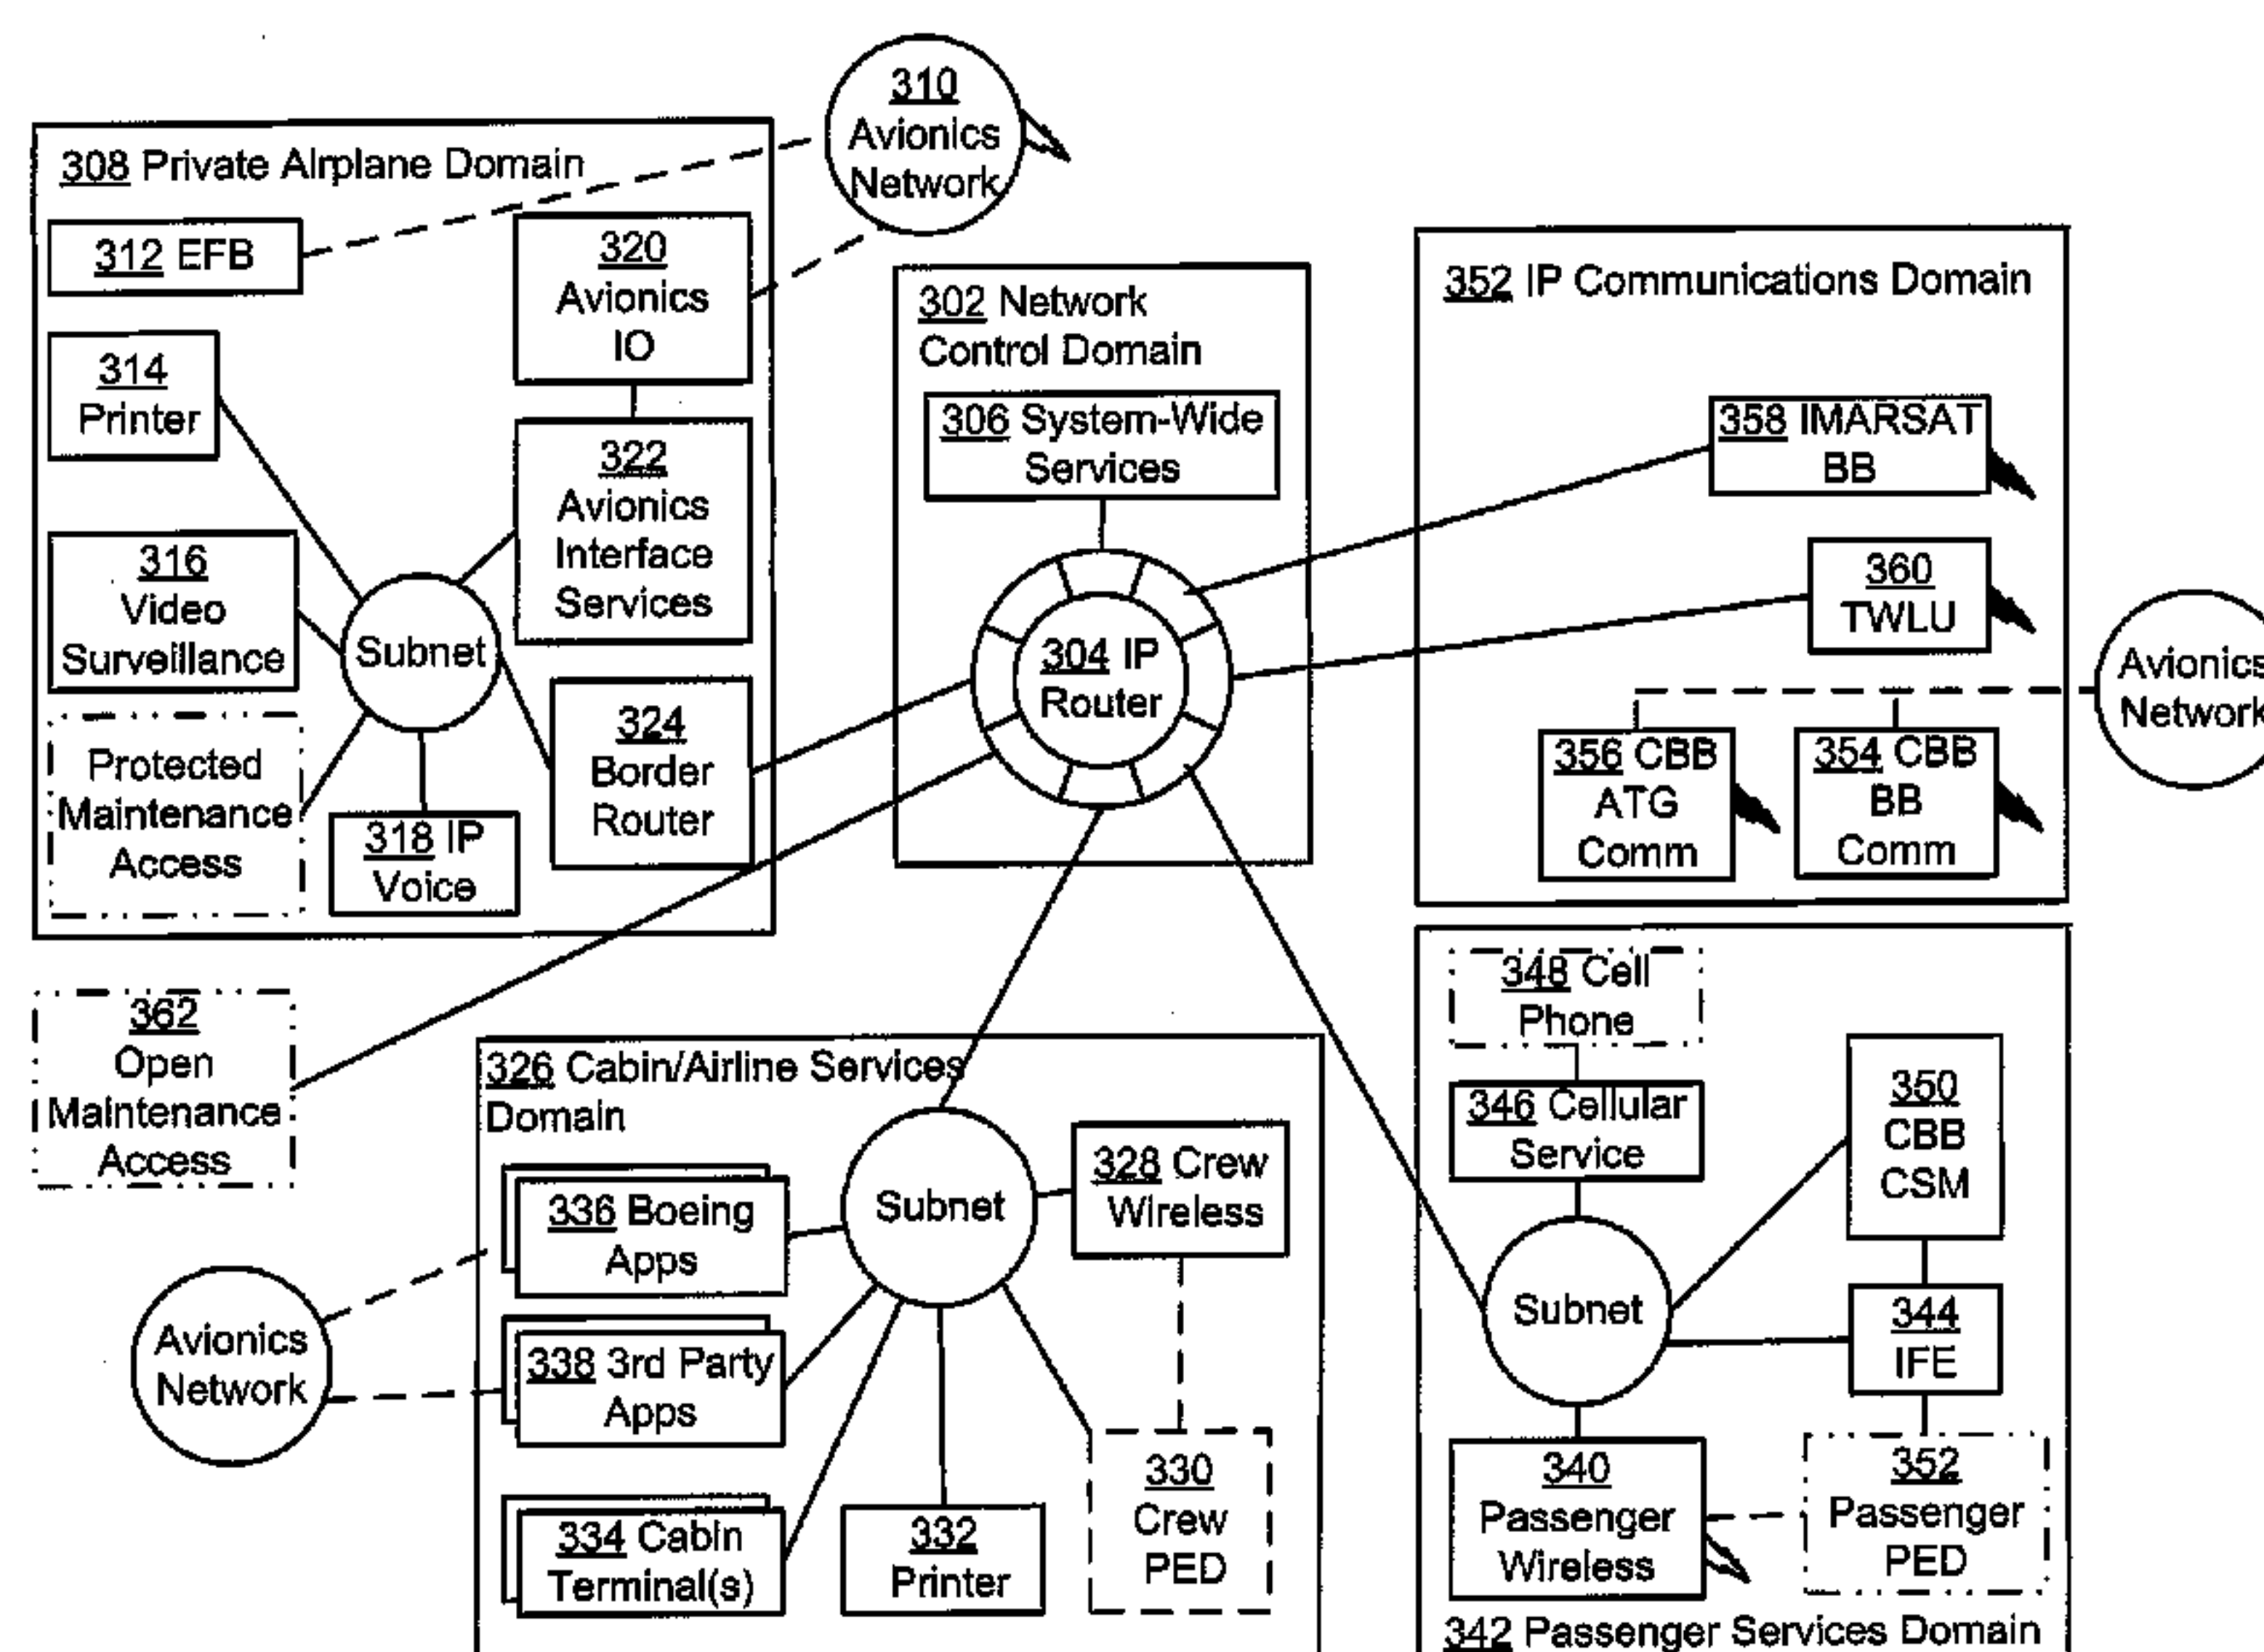 310
Avionics
Network
308 Private Airplane Domain
312 EFB
314
Printer
316
Video
Surveillance
Protected
Maintenance
Access
318 IP
Voice
Subnet
320
Avionics
IO
322
Avionics
Interface
Services
324
Border
Router
302 Network
Control Domain
306 System-Wide
Services
304 IP
Router
352 IP Communications Domain
358 IMARSAT
BB
360
TWLU
356 CBB
ATG
Comm
354 CBB
BB
Comm
Avionics
Network
362
Open
Maintenance
Access
Avionics
Network
326 Cabin/Airline Services
Domain
336 Boeing
Apps
338 3rd Party
Apps
334 Cabin
Terminal(s)
Subnet
328 Crew
Wireless
332
Printer
330
Crew
PED
348 Cell
Phone
346 Cellular
Service
350
CBB
CSM
Subnet
344
IFE
340
Passenger
Wireless
352
Passenger
PED
342 Passenger Services Domain